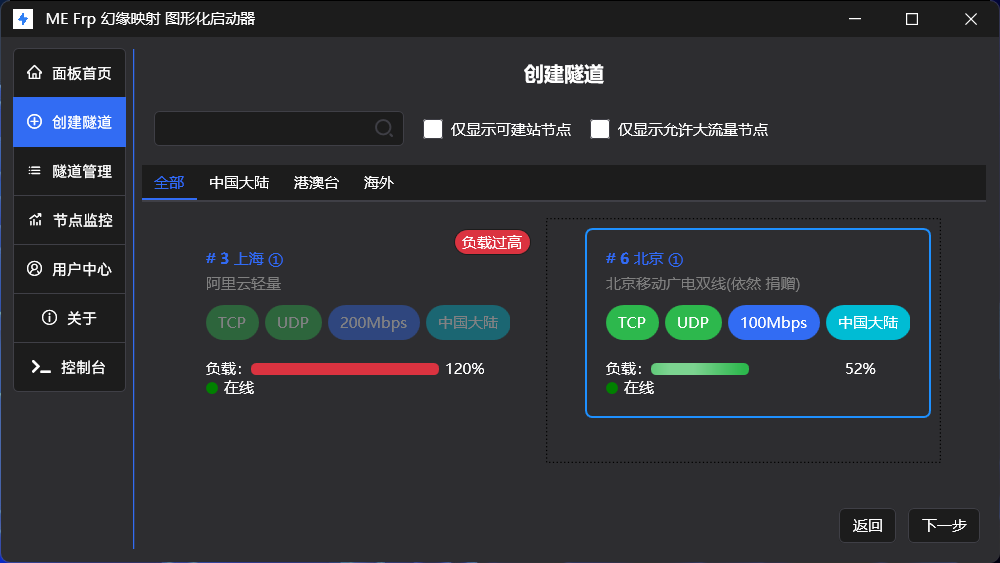 ME Frp 幻缘映射 图形化启动器
面板首页
创建隧道
隧道管理
节点监控
用户中心
关于
控制台
创建隧道
仅显示可建站节点 仅显示允许大流量节点
全部 中国大陆 港澳台 海外
负载过高
# 3 上海 ①
阿里云轻量
TCP UDP 200Mbps 中国大陆
负载: 120%
在线
# 6 北京 ①
北京移动广电双线(依然 捐赠)
TCP UDP 100Mbps 中国大陆
负载: 52%
在线
返回 下一步